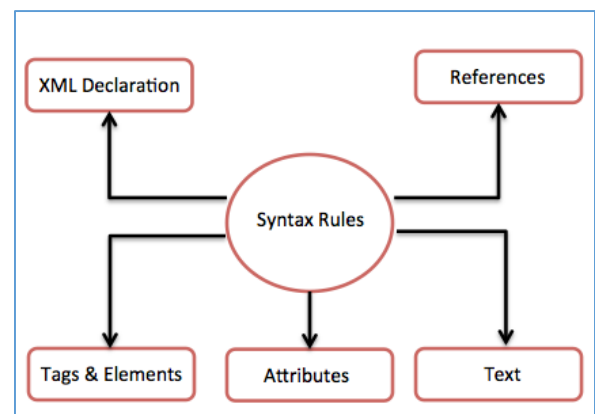 References
XML Declaration
Syntax Rules
Tags & Elements
Attributes
Text